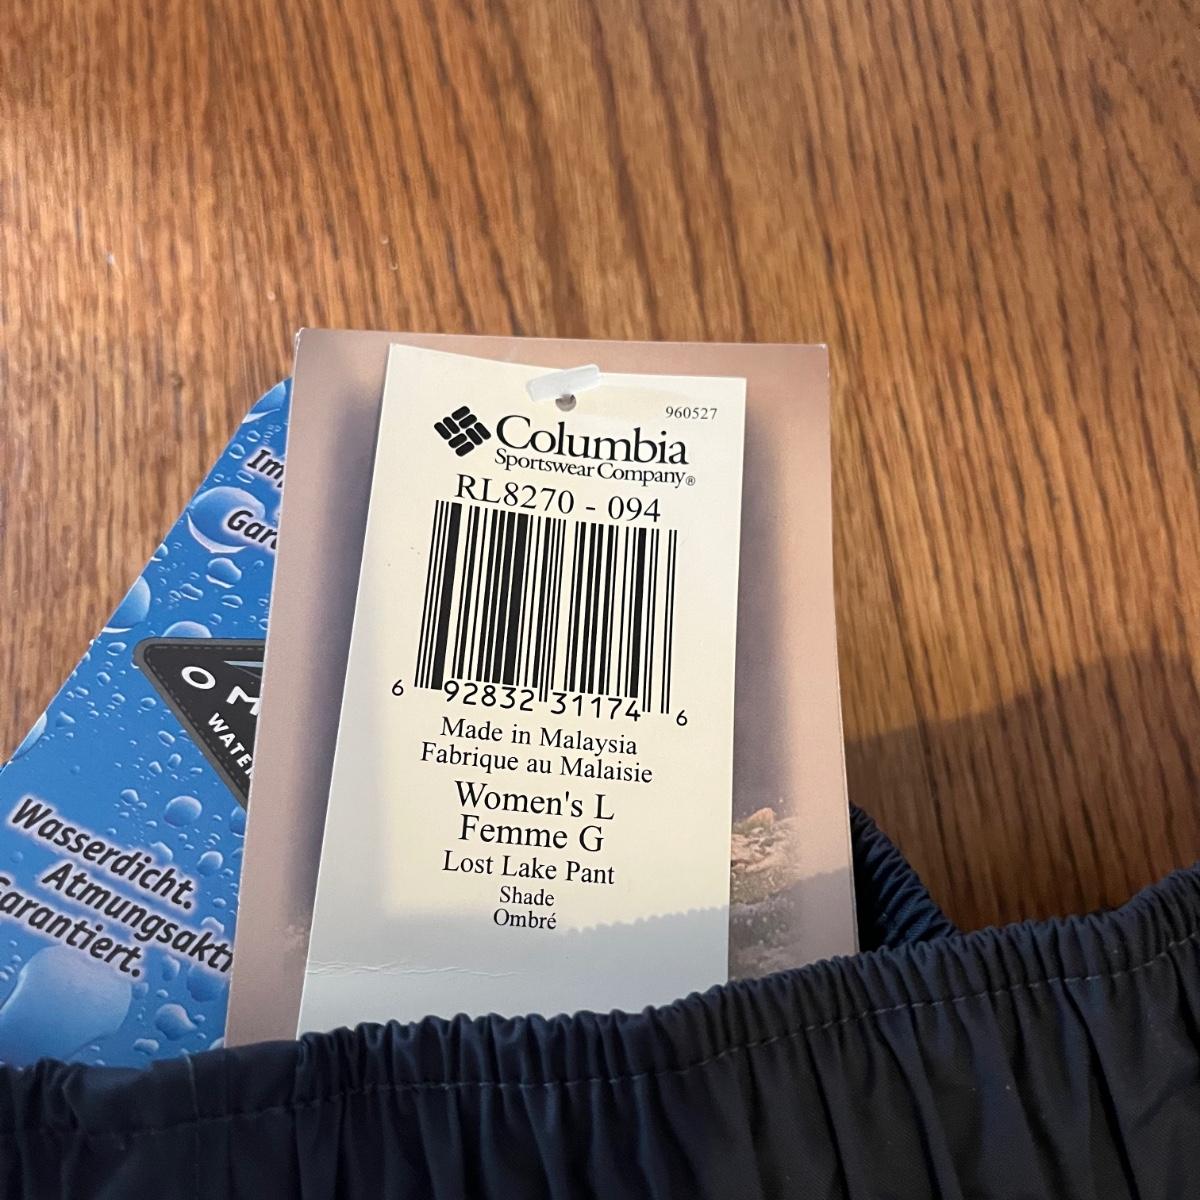 960527
Columbia
Sportswear Company®
RL8270 - 094
6 92832 31174 6
Made in Malaysia
Fabrique au Malaisie
Women's L
Femme G
Lost Lake Pant
Shade
Ombré
Wasserdicht.